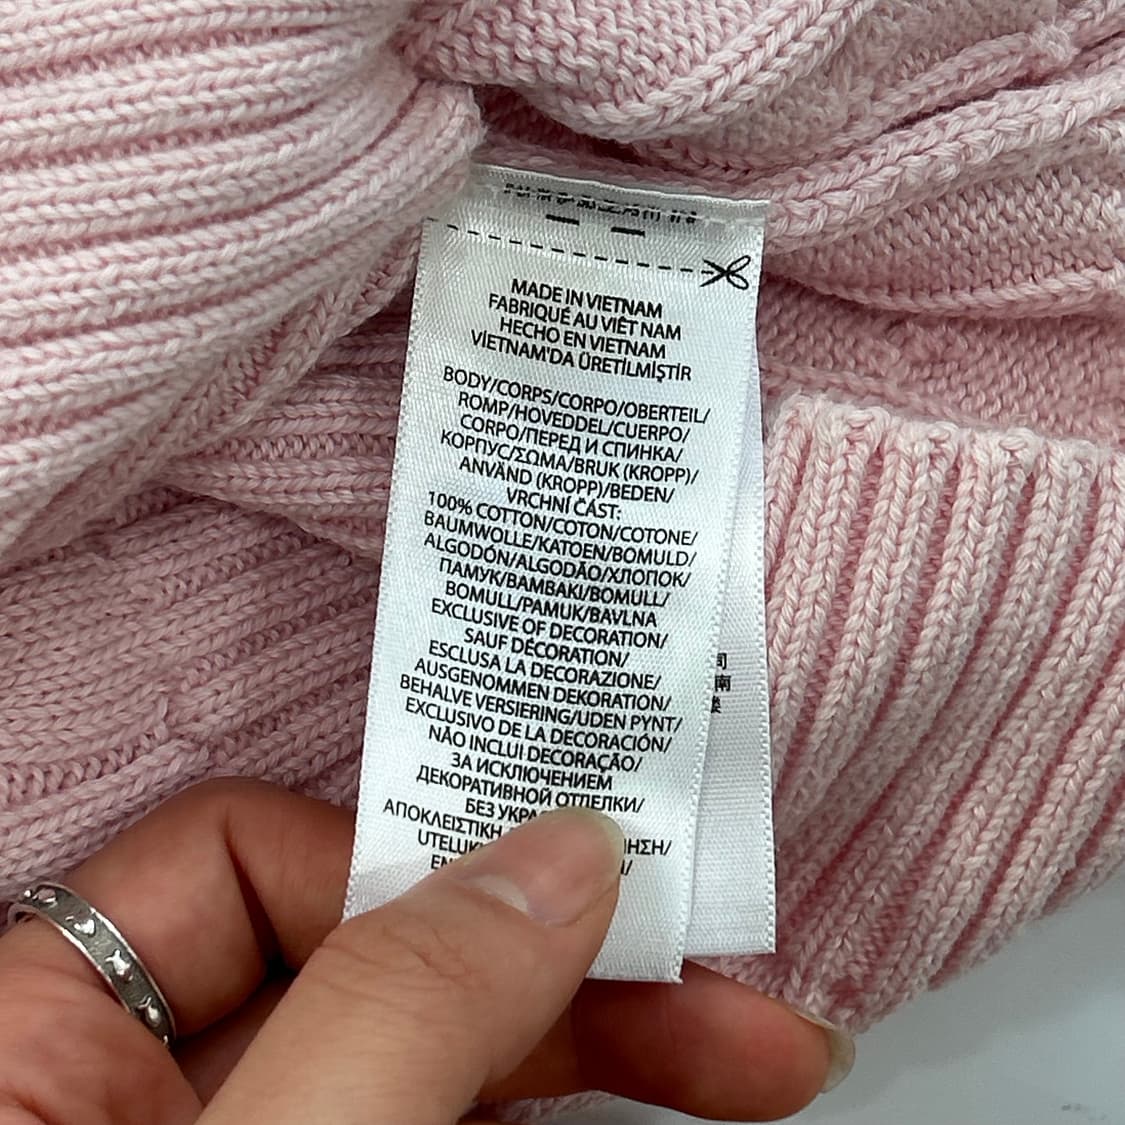 MADE IN VIETNAM
FABRIQUÉ AU VIÊT NAM
HECHO EN VIETNAM
VİETNAM'DA ÜRETİLMİŞTİR
BODY/CORPS/CORPO/OBERTEIL/
ROMP/HOVEDDEL/CUERPO/
CORPO/ПЕРЕД И СПИНКА/
КОРПУС/ΣΩΜΑ/BRUK (KROPP)/
ANVÄND (KROPP)/BEDEN/
VRCHNÍ ČÁST:
100% COTTON/COTON/COTONE/
BAUMWOLLE/KATOEN/BOMULD/
ALGODÓN/ALGODÃO/ХЛОПОК/
ПАМУК/ΒΑΜΒΑΚΙ/BOMULL/
BOMULL/PAMUK/BAVLNA
EXCLUSIVE OF DECORATION/
SAUF DÉCORATION/
ESCLUSA LA DECORAZIONE/
AUSGENOMMEN DEKORATION/
BEHALVE VERSIERING/UDEN PYNT/
EXCLUSIVO DE LA DECORACIÓN/
NÃO INCLUI DECORAÇÃO/
ЗА ИСКЛЮЧЕНИЕМ
ДЕКОРАТИВНОЙ ОТДЕЛКИ/
БЕЗ
ΑΠΟΚΛΕΙΣΤΙΚΗ
南